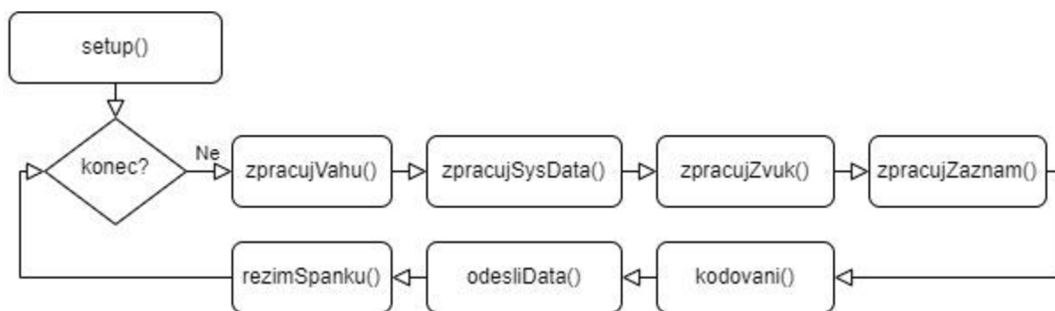 setup()
konec?
Ne
zpracujVahu()
zpracujSysData()
zpracujZvuk()
zpracujZaznam()
kodovani()
odesliData()
rezimSpanku()